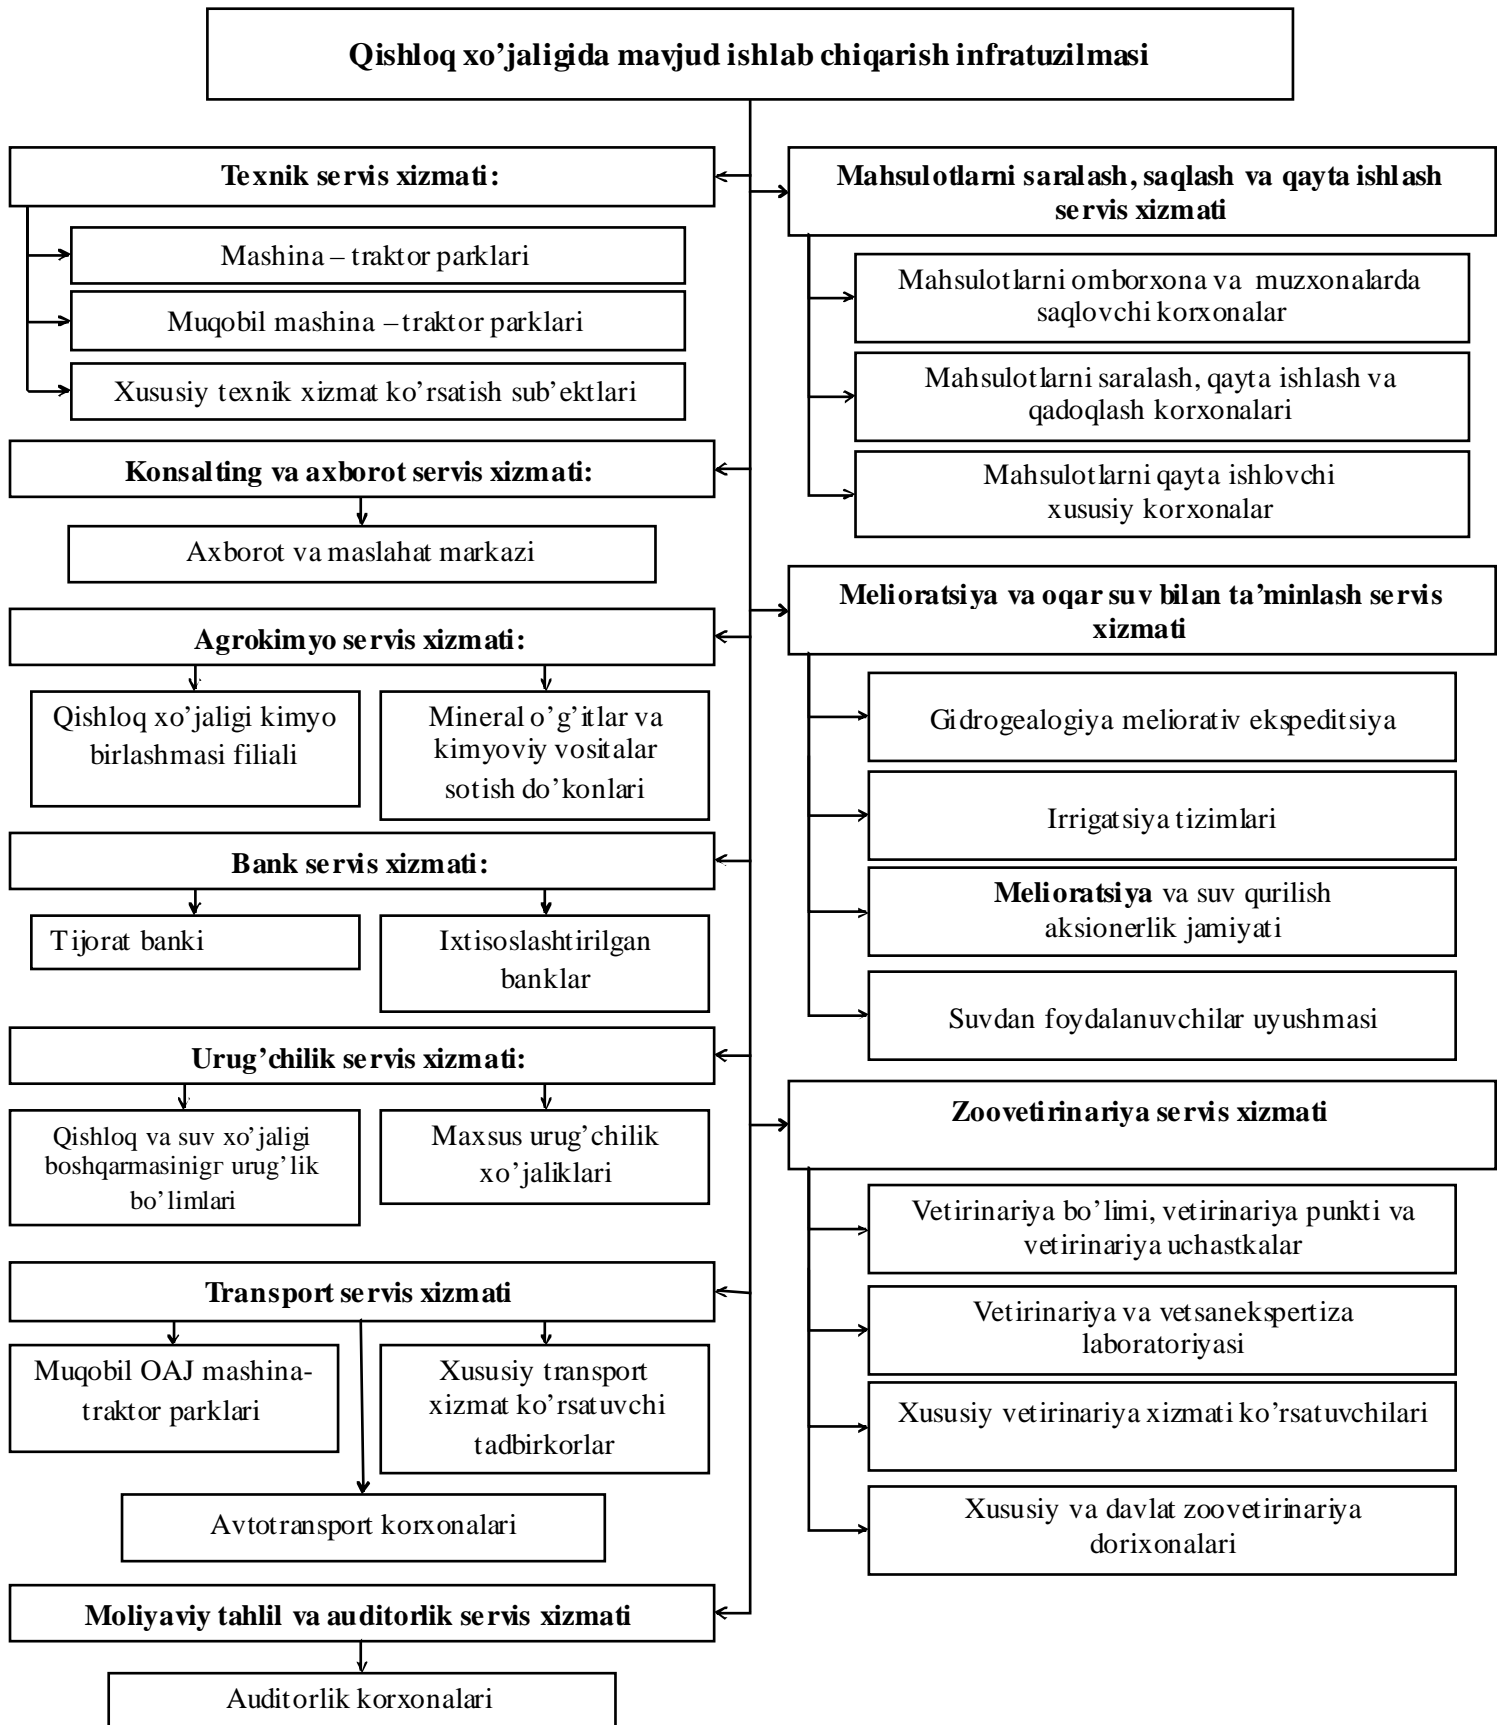 Qishloq xo’jaligida mavjud ishlab chiqarish infratuzilmasi
Texnik servis xizmati:
Mashina – traktor parklari
Muqobil mashina – traktor parklari
Xususiy texnik xizmat ko’rsatish sub’ektlari
Konsalting va axborot servis xizmati:
Axborot va maslahat markazi
Agrokimyo servis xizmati:
Qishloq xo’jaligi kimyo
birlashmasi filiali
Mineral o’g’itlar va
kimyoviy vositalar
sotish do’konlari
Bank servis xizmati:
Tijorat banki
Ixtisoslashtirilgan
banklar
Urug’chilik servis xizmati:
Qishloq va suv xo’jaligi
boshqarmasinigг urug’lik
bo’limlari
Maxsus urug’chilik
xo’jaliklari
Transport servis xizmati
Muqobil OAJ mashina-
traktor parklari
Xususiy transport
xizmat ko’rsatuvchi
tadbirkorlar
Avtotransport korxonalari
Moliyaviy tahlil va auditorlik servis xizmati
Auditorlik korxonalari
Mahsulotlarni saralash, saqlash va qayta ishlash
servis xizmati
Mahsulotlarni omborxona va muzxonalarda
saqlovchi korxonalar
Mahsulotlarni saralash, qayta ishlash va
qadoqlash korxonalari
Mahsulotlarni qayta ishlovchi
xususiy korxonalar
Melioratsiya va oqar suv bilan ta’minlash servis
xizmati
Gidrogealogiya meliorativ ekspeditsiya
Irrigatsiya tizimlari
Melioratsiya va suv qurilish
aksionerlik jamiyati
Suvdan foydalanuvchilar uyushmasi
Zoovetirinariya servis xizmati
Vetirinariya bo’limi, vetirinariya punkti va
vetirinariya uchastkalar
Vetirinariya va vetsanekspertiza
laboratoriyasi
Xususiy vetirinariya xizmati ko’rsatuvchilari
Xususiy va davlat zoovetirinariya
dorixonalari